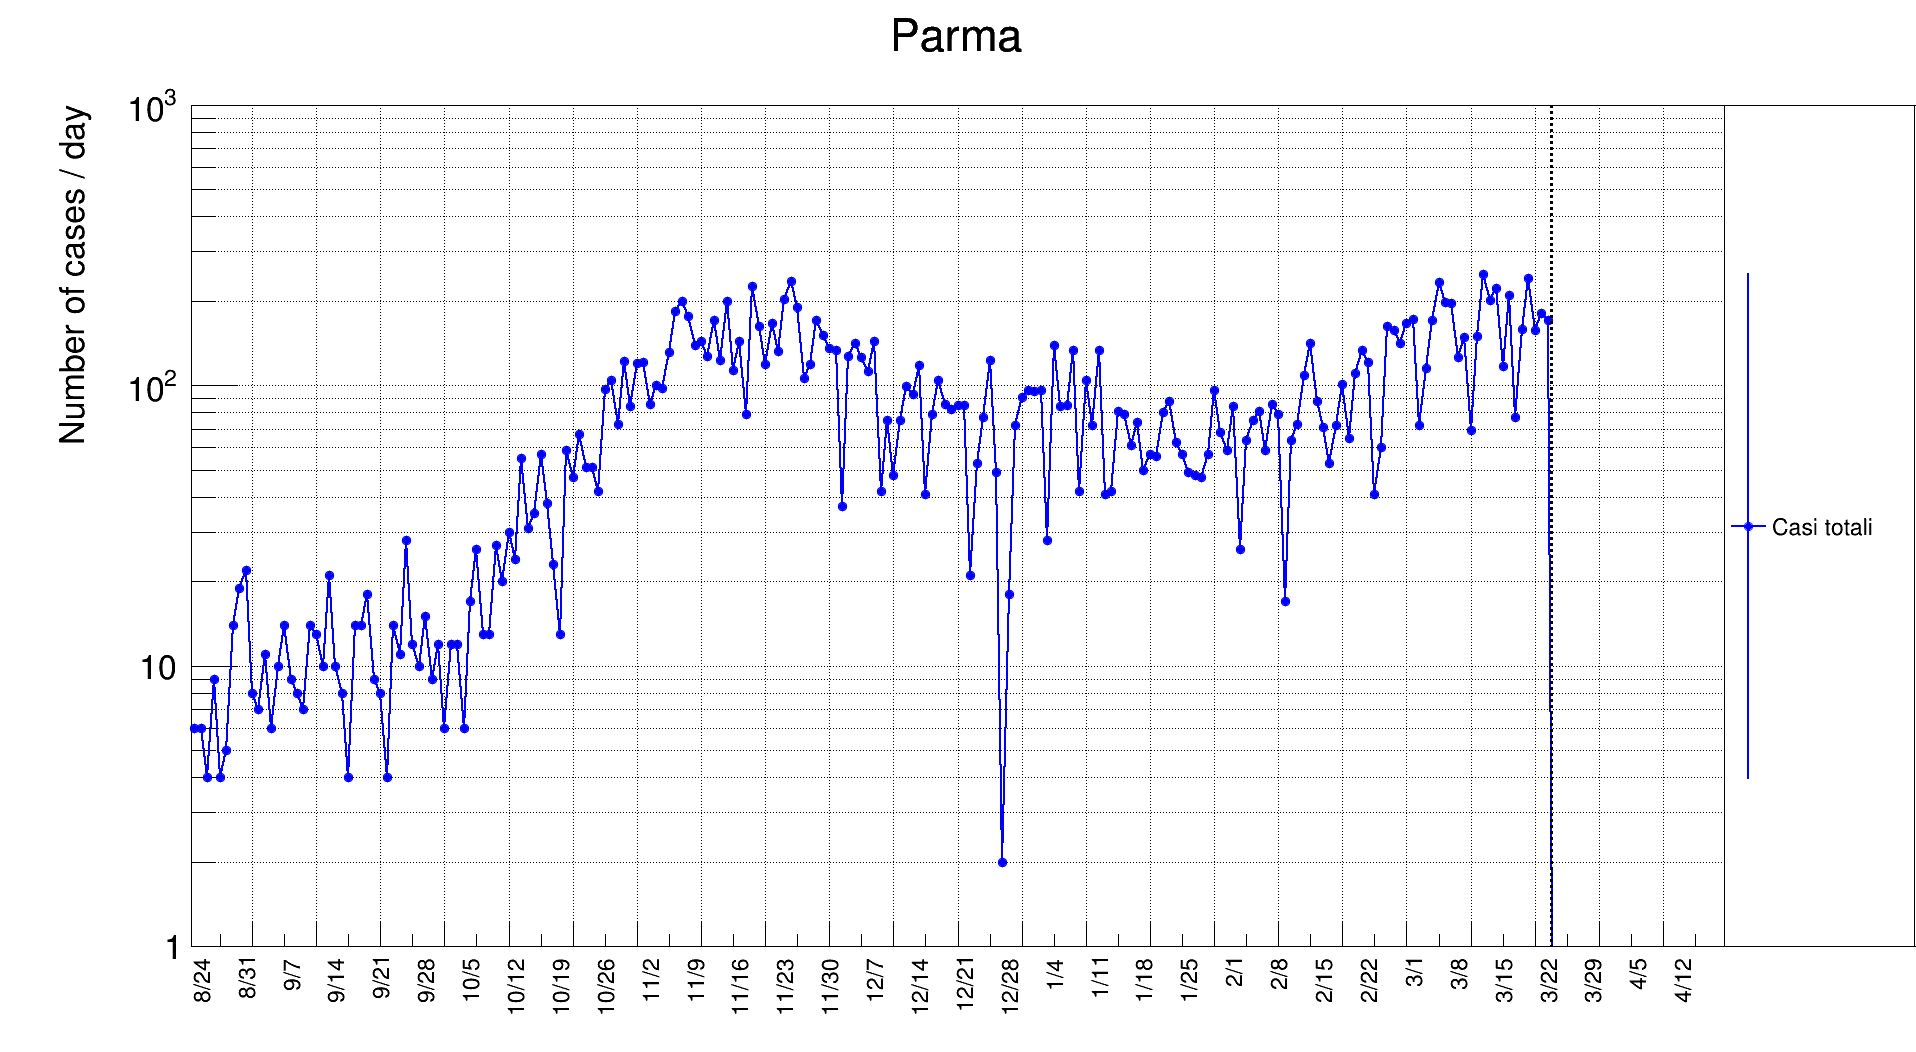 Parma
Number of cases / day
10³
10²
10
1
8/24 8/31 9/7 9/14 9/21 9/28 10/5 10/12 10/19 10/26 11/2 11/9 11/16 11/23 11/30 12/7 12/14 12/21 12/28 1/4 1/11 1/18 1/25 2/1 2/8 2/15 2/22 3/1 3/8 3/15 3/22 3/29 4/5 4/12
Casi totali